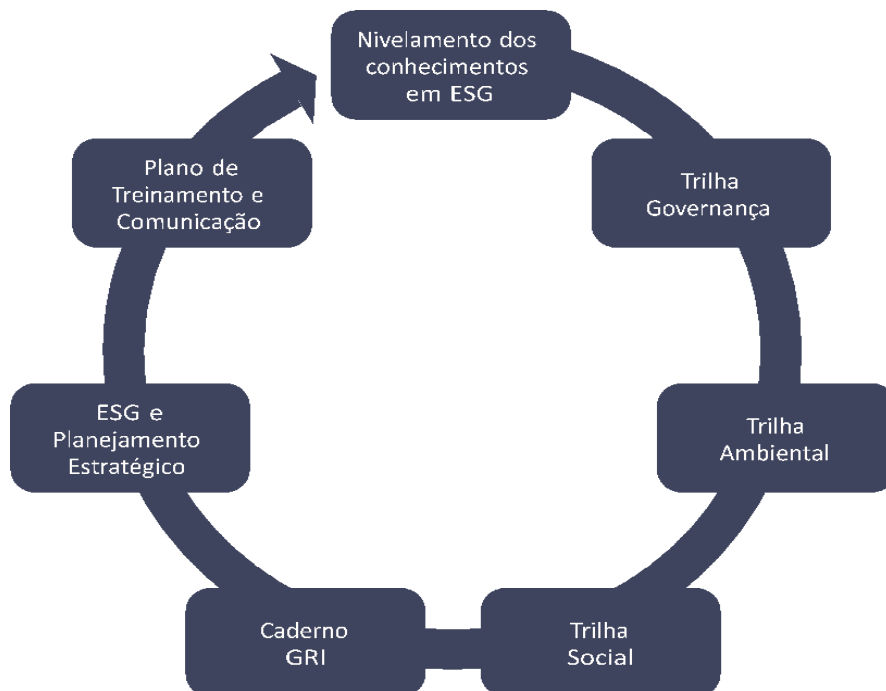 Nivelamento dos
conhecimentos
em ESG
Trilha
Governança
Trilha
Ambiental
Trilha
Social
Caderno
GRI
ESG e
Planejamento
Estratégico
Plano de
Treinamento e
Comunicação